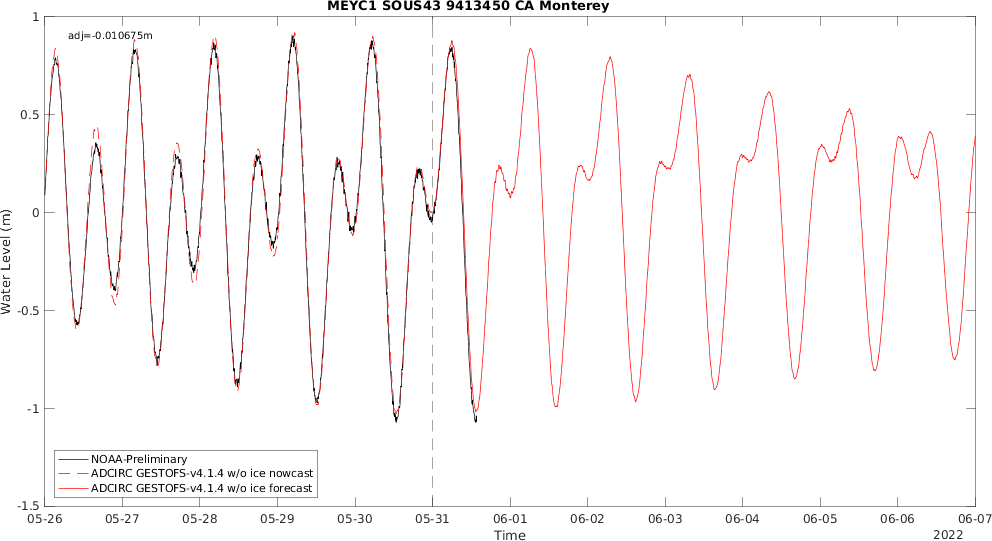 MEYC1 SOUS43 9413450 CA Monterey
adj=-0.010675m
1
0.5
0
-0.5
-1
-1.5
Water Level (m)
NOAA-Preliminary
ADCIRC GESTOFS-v4.1.4 w/o ice nowcast
ADCIRC GESTOFS-v4.1.4 w/o ice forecast
05-26 05-27 05-28 05-29 05-30 05-31 06-01 06-02 06-03 06-04 06-05 06-06 06-07
Time
2022